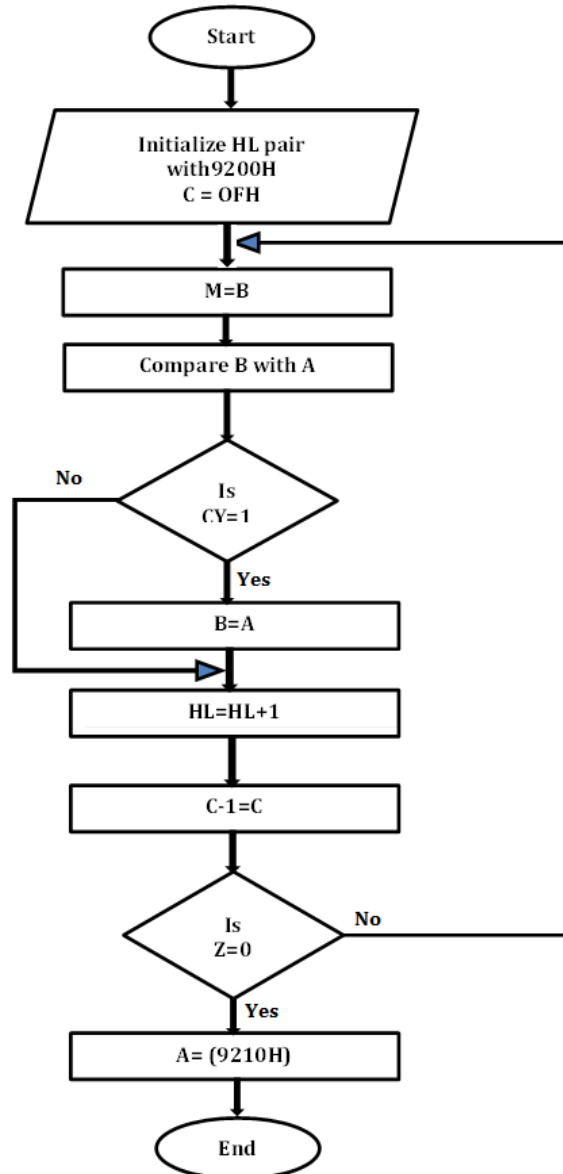 Start
Initialize HL pair
with9200H
C = OFH
M=B
Compare B with A
No
Is
CY=1
Yes
B=A
HL=HL+1
C-1=C
Is
Z=0
No
Yes
A= (9210H)
End